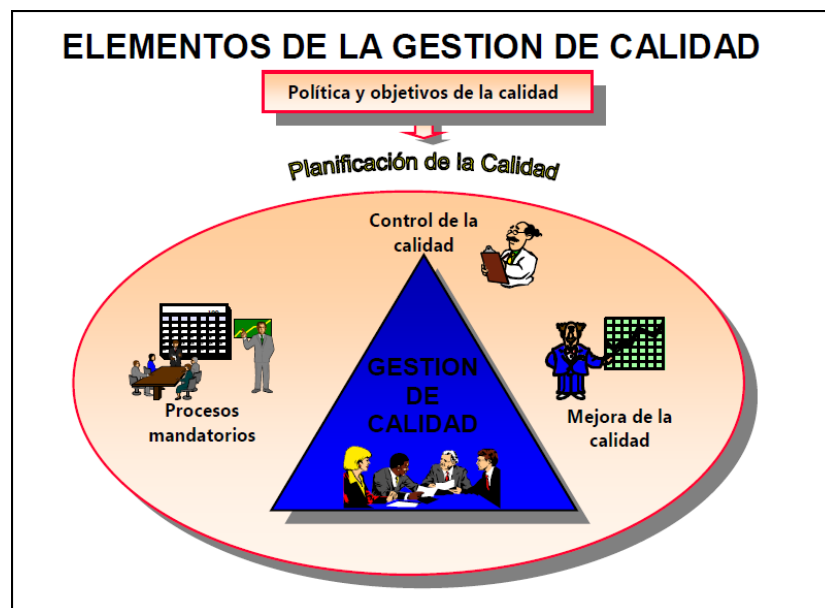 ELEMENTOS DE LA GESTION DE CALIDAD
Política y objetivos de la calidad
Planificación de la Calidad
Control de la
calidad
Procesos
mandatorios
GESTION
DE
CALIDAD
Mejora de la
calidad